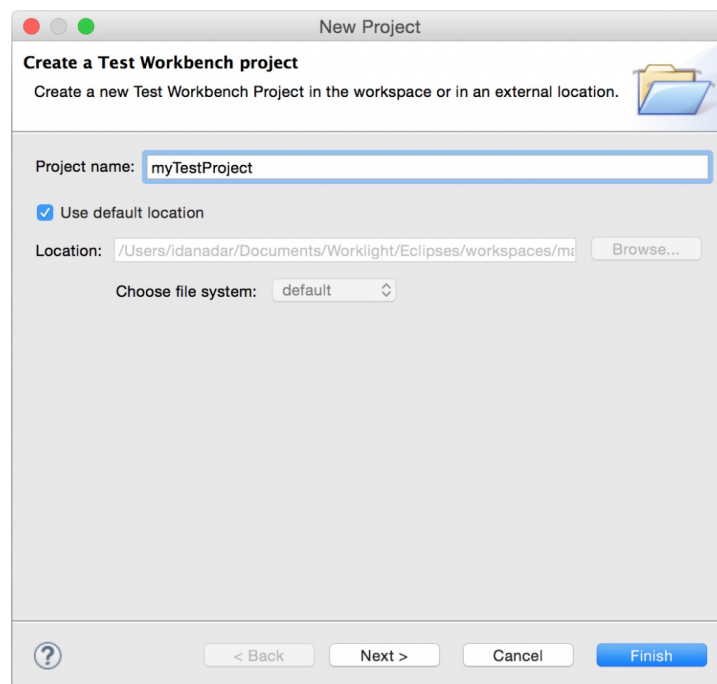 New Project
Create a Test Workbench project
Create a new Test Workbench Project in the workspace or in an external location.
Project name: myTestProject
Use default location
Location: /Users/idanadar/Documents/Worklight/Eclipses/workspaces/ma Browse...
Choose file system: default
? < Back Next > Cancel Finish